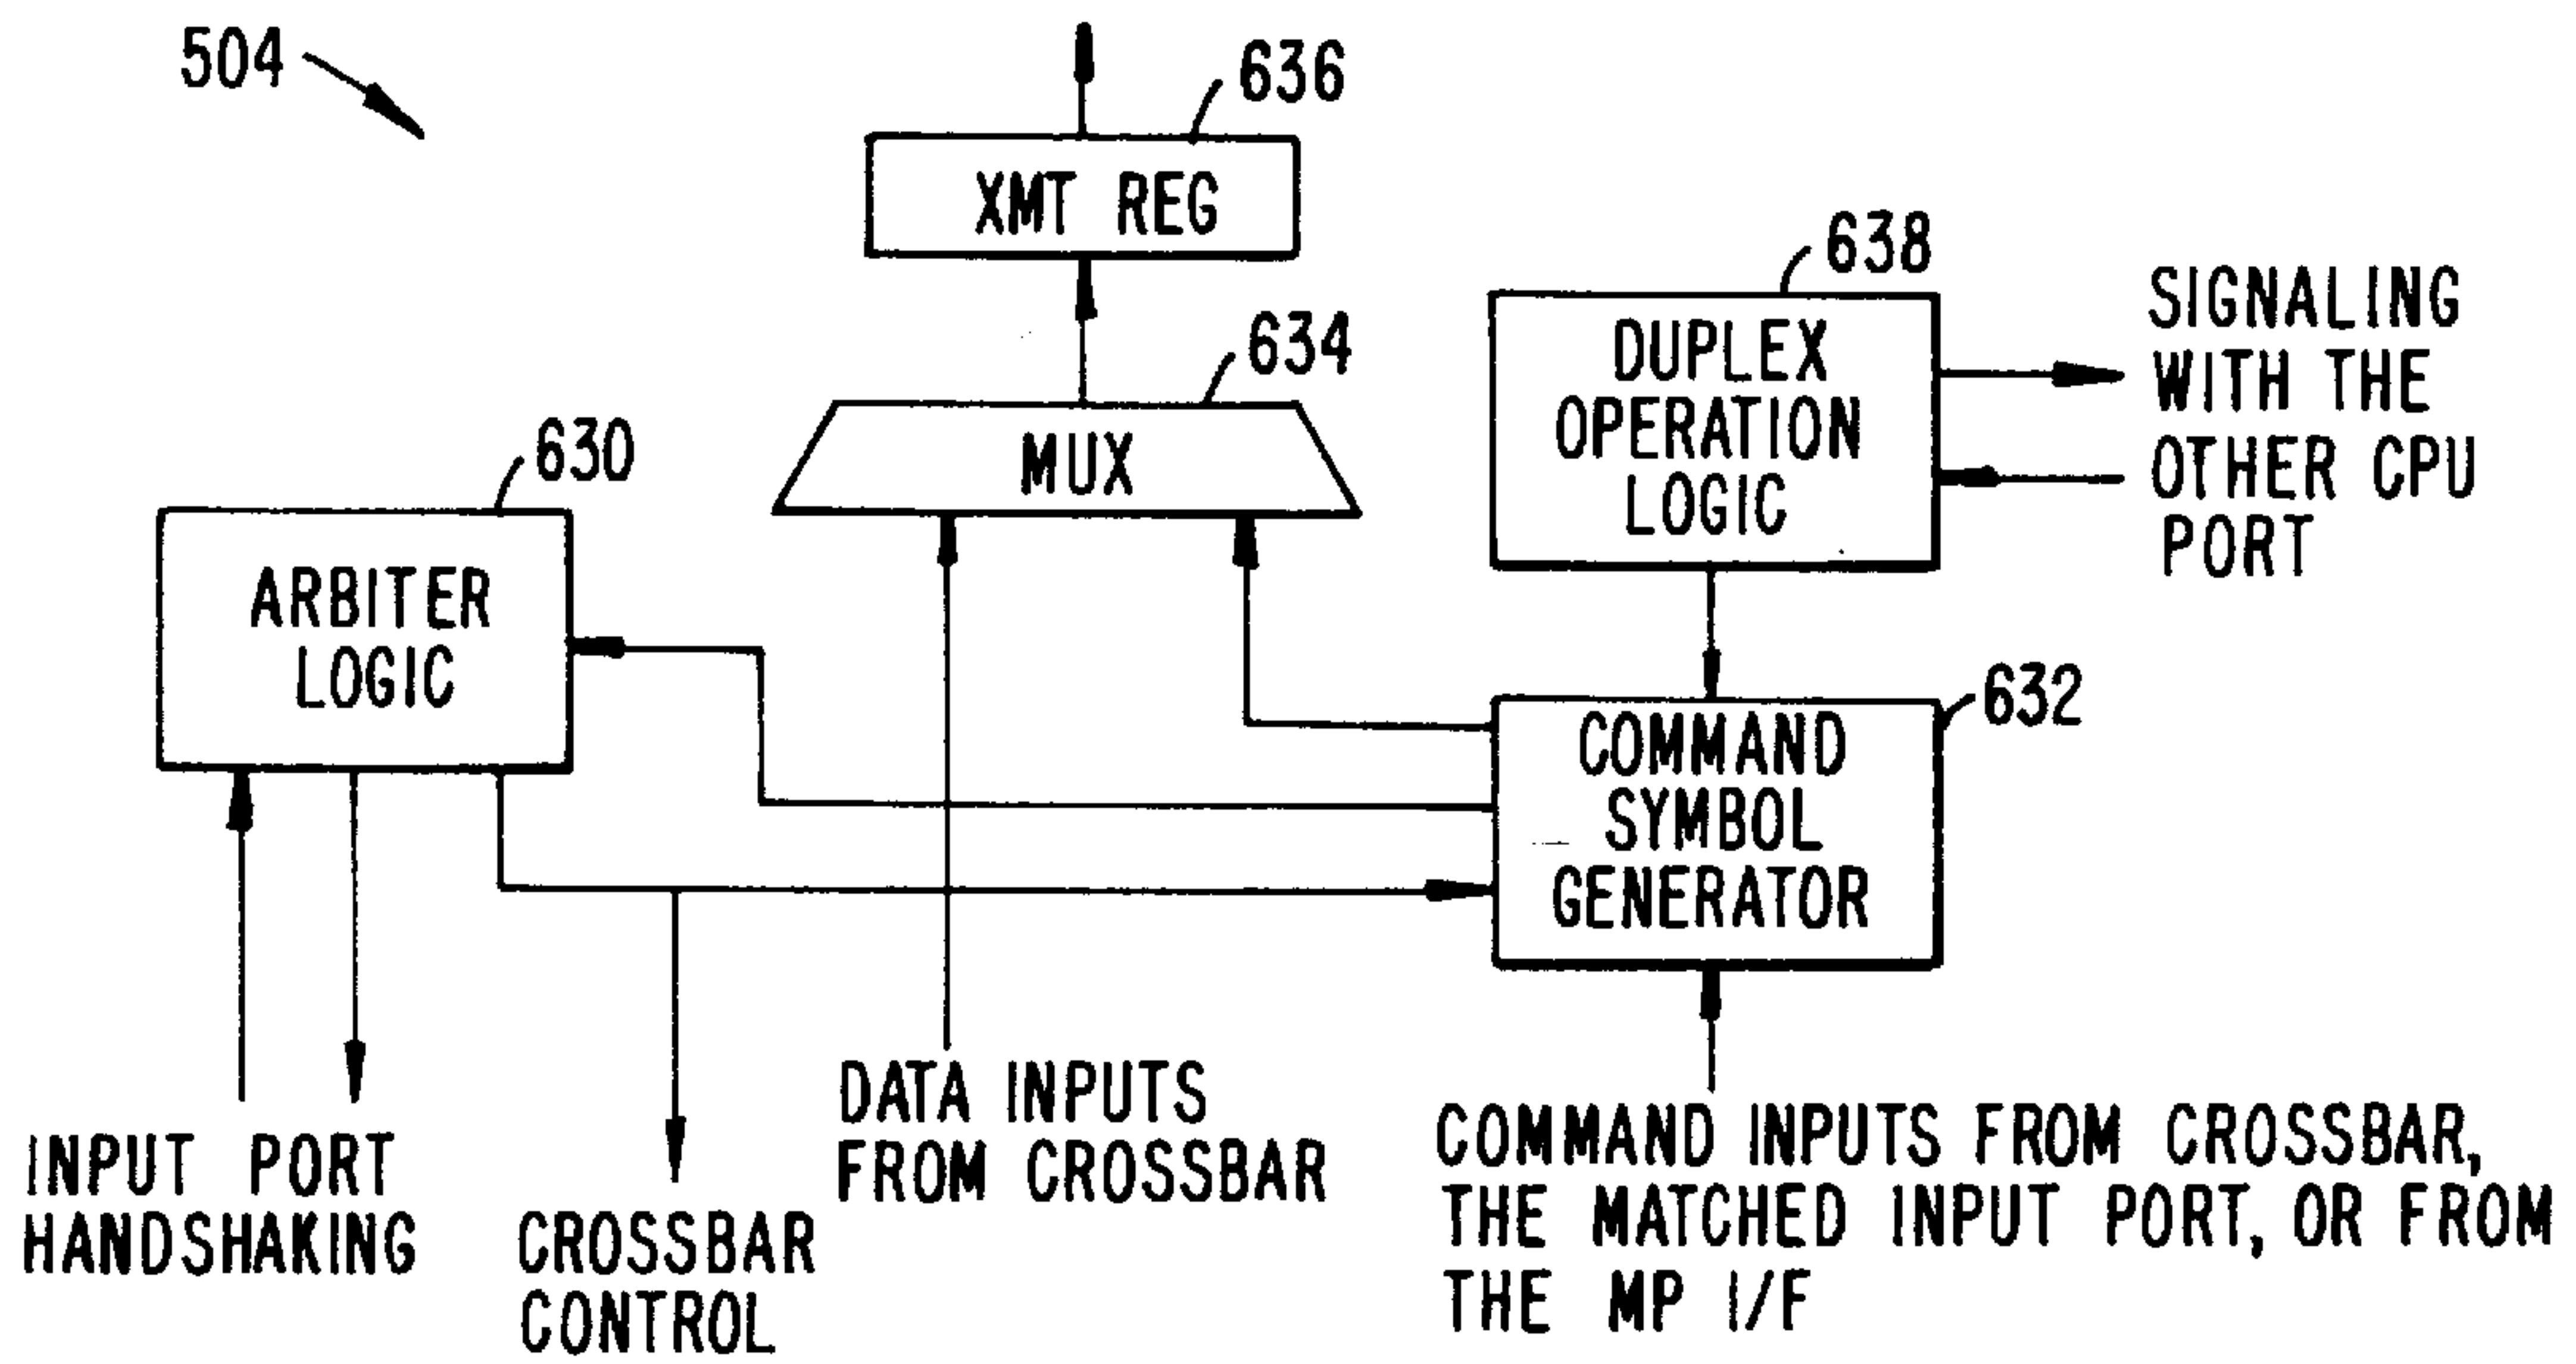 504
636
XMT REG
638
SIGNALING
WITH THE
OTHER CPU
PORT
DUPLEX
OPERATION
LOGIC
634
MUX
630
ARBITER
LOGIC
632
COMMAND
SYMBOL
GENERATOR
INPUT PORT
HANDSHAKING
CROSSBAR
CONTROL
DATA INPUTS
FROM CROSSBAR
COMMAND INPUTS FROM CROSSBAR,
THE MATCHED INPUT PORT, OR FROM
THE MP I/F